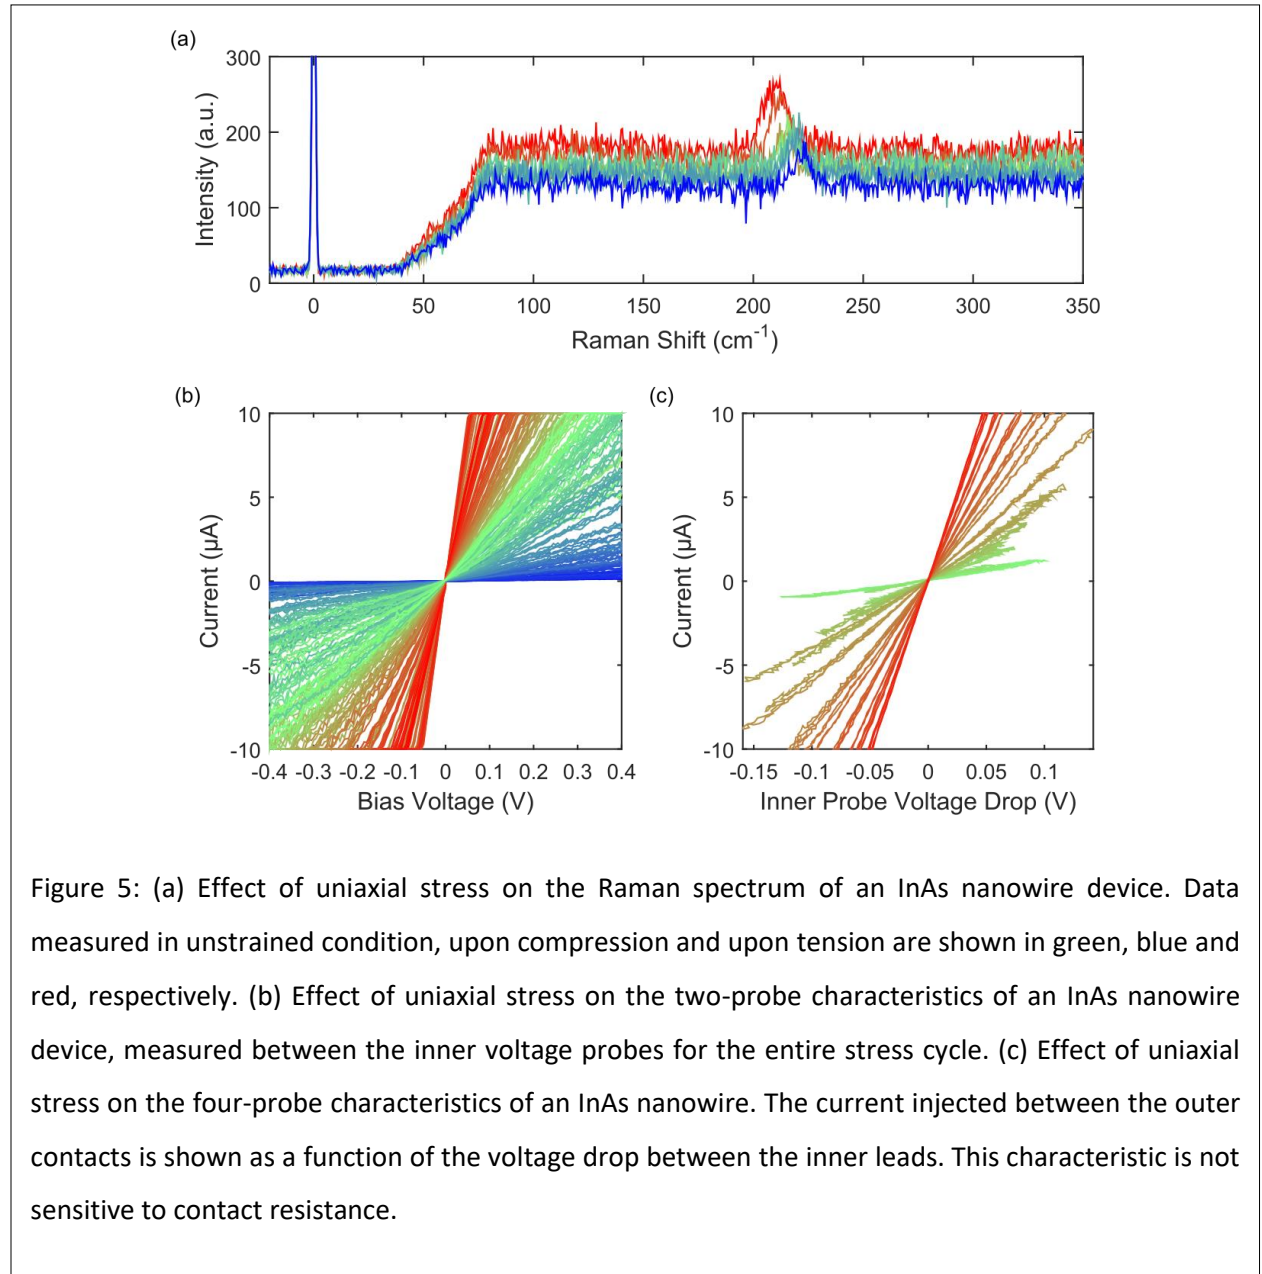 (a)
300
200
100
0
Intensity (a.u.)
0 50 100 150 200 250 300 350
Raman Shift (cm-1)
(b)
10
5
0
-5
-10
Current (µA)
-0.4 -0.3 -0.2 -0.1 0 0.1 0.2 0.3 0.4
Bias Voltage (V)
(c)
10
5
0
-5
-10
Current (µA)
-0.15 -0.1 -0.05 0 0.05 0.1
Inner Probe Voltage Drop (V)
Figure 5: (a) Effect of uniaxial stress on the Raman spectrum of an InAs nanowire device. Data
measured in unstrained condition, upon compression and upon tension are shown in green, blue and
red, respectively. (b) Effect of uniaxial stress on the two-probe characteristics of an InAs nanowire
device, measured between the inner voltage probes for the entire stress cycle. (c) Effect of uniaxial
stress on the four-probe characteristics of an InAs nanowire. The current injected between the outer
contacts is shown as a function of the voltage drop between the inner leads. This characteristic is not
sensitive to contact resistance.